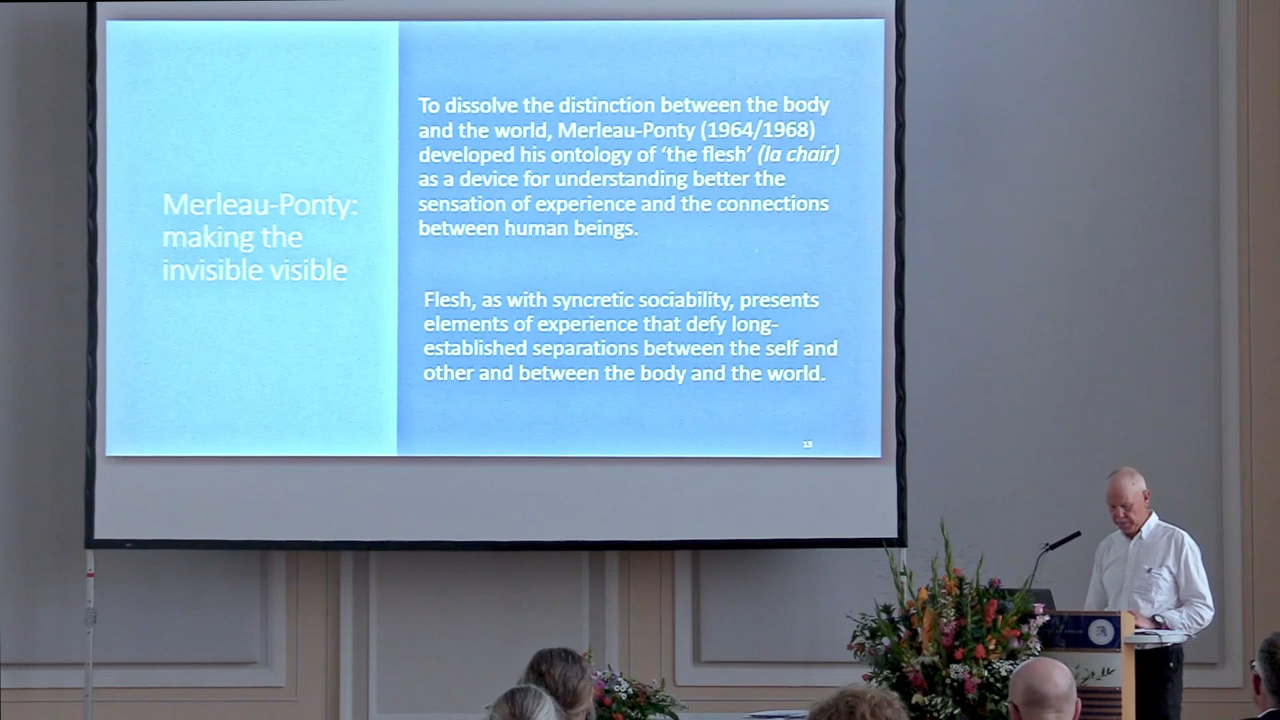 Merleau-Ponty:
making the
invisible visible
To dissolve the distinction between the body
and the world, Merleau-Ponty (1964/1968)
developed his ontology of ‘the flesh’ (la chair)
as a device for understanding better the
sensation of experience and the connections
between human beings.
Flesh, as with syncretic sociability, presents
elements of experience that defy long-
established separations between the self and
other and between the body and the world.
13